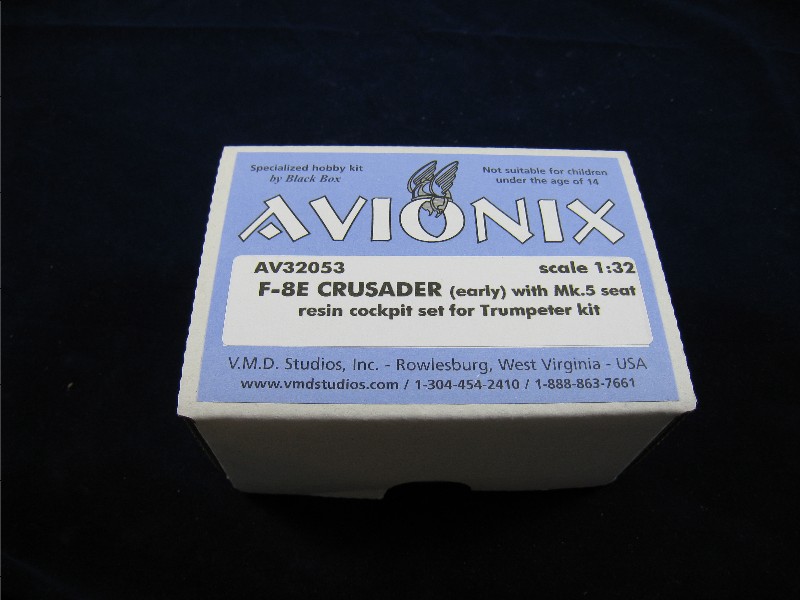 Specialized hobby kit
by Black Box
Not suitable for children
under the age of 14
AVIONIX
AV32053 scale 1:32
F-8E CRUSADER (early) with Mk.5 seat
resin cockpit set for Trumpeter kit
V.M.D. Studios, Inc. - Rowlesburg, West Virginia - USA
www.vmdstudios.com / 1-304-454-2410 / 1-888-863-7661